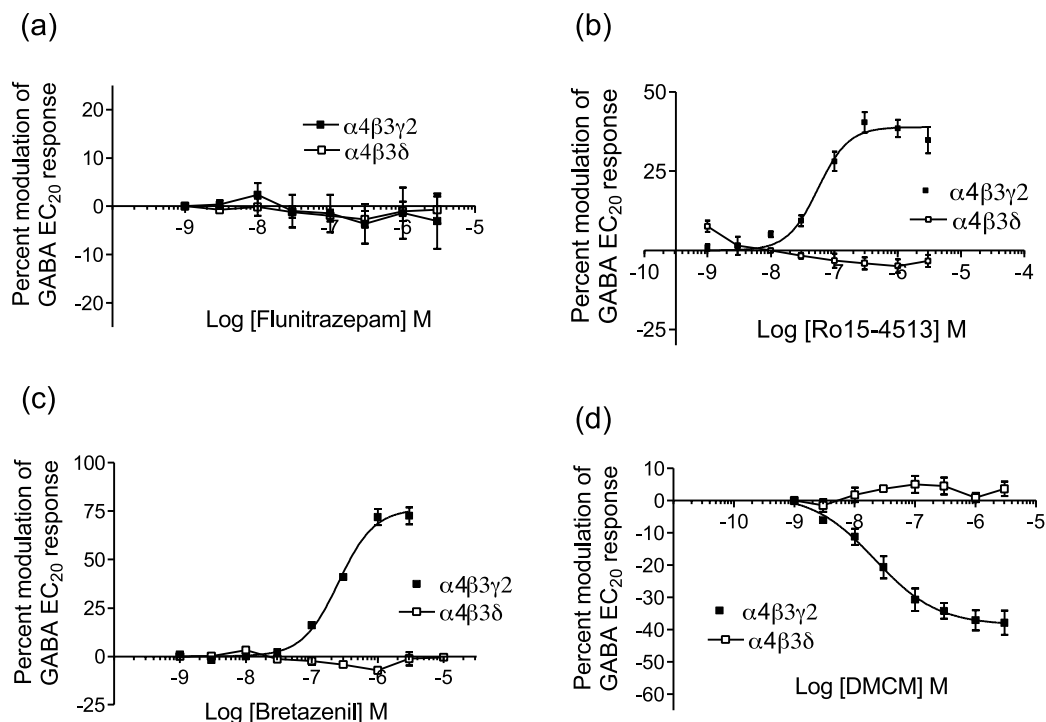 (a)
Percent modulation of
GABA EC20 response
20
10
0
-10
-20
-9
-8
-7
-6
-5
α4β3γ2
α4β3δ
Log [Flunitrazepam] M
(b)
Percent modulation of
GABA EC20 response
50
25
0
-25
-10
-9
-8
-7
-6
-5
-4
α4β3γ2
α4β3δ
Log [Ro15-4513] M
(c)
Percent modulation of
GABA EC20 response
100
75
50
25
0
-25
-9
-8
-7
-6
-5
α4β3γ2
α4β3δ
Log [Bretazenil] M
(d)
Percent modulation of
GABA EC20 response
10
0
-10
-20
-30
-40
-50
-60
-10
-9
-8
-7
-6
-5
α4β3γ2
α4β3δ
Log [DMCM] M